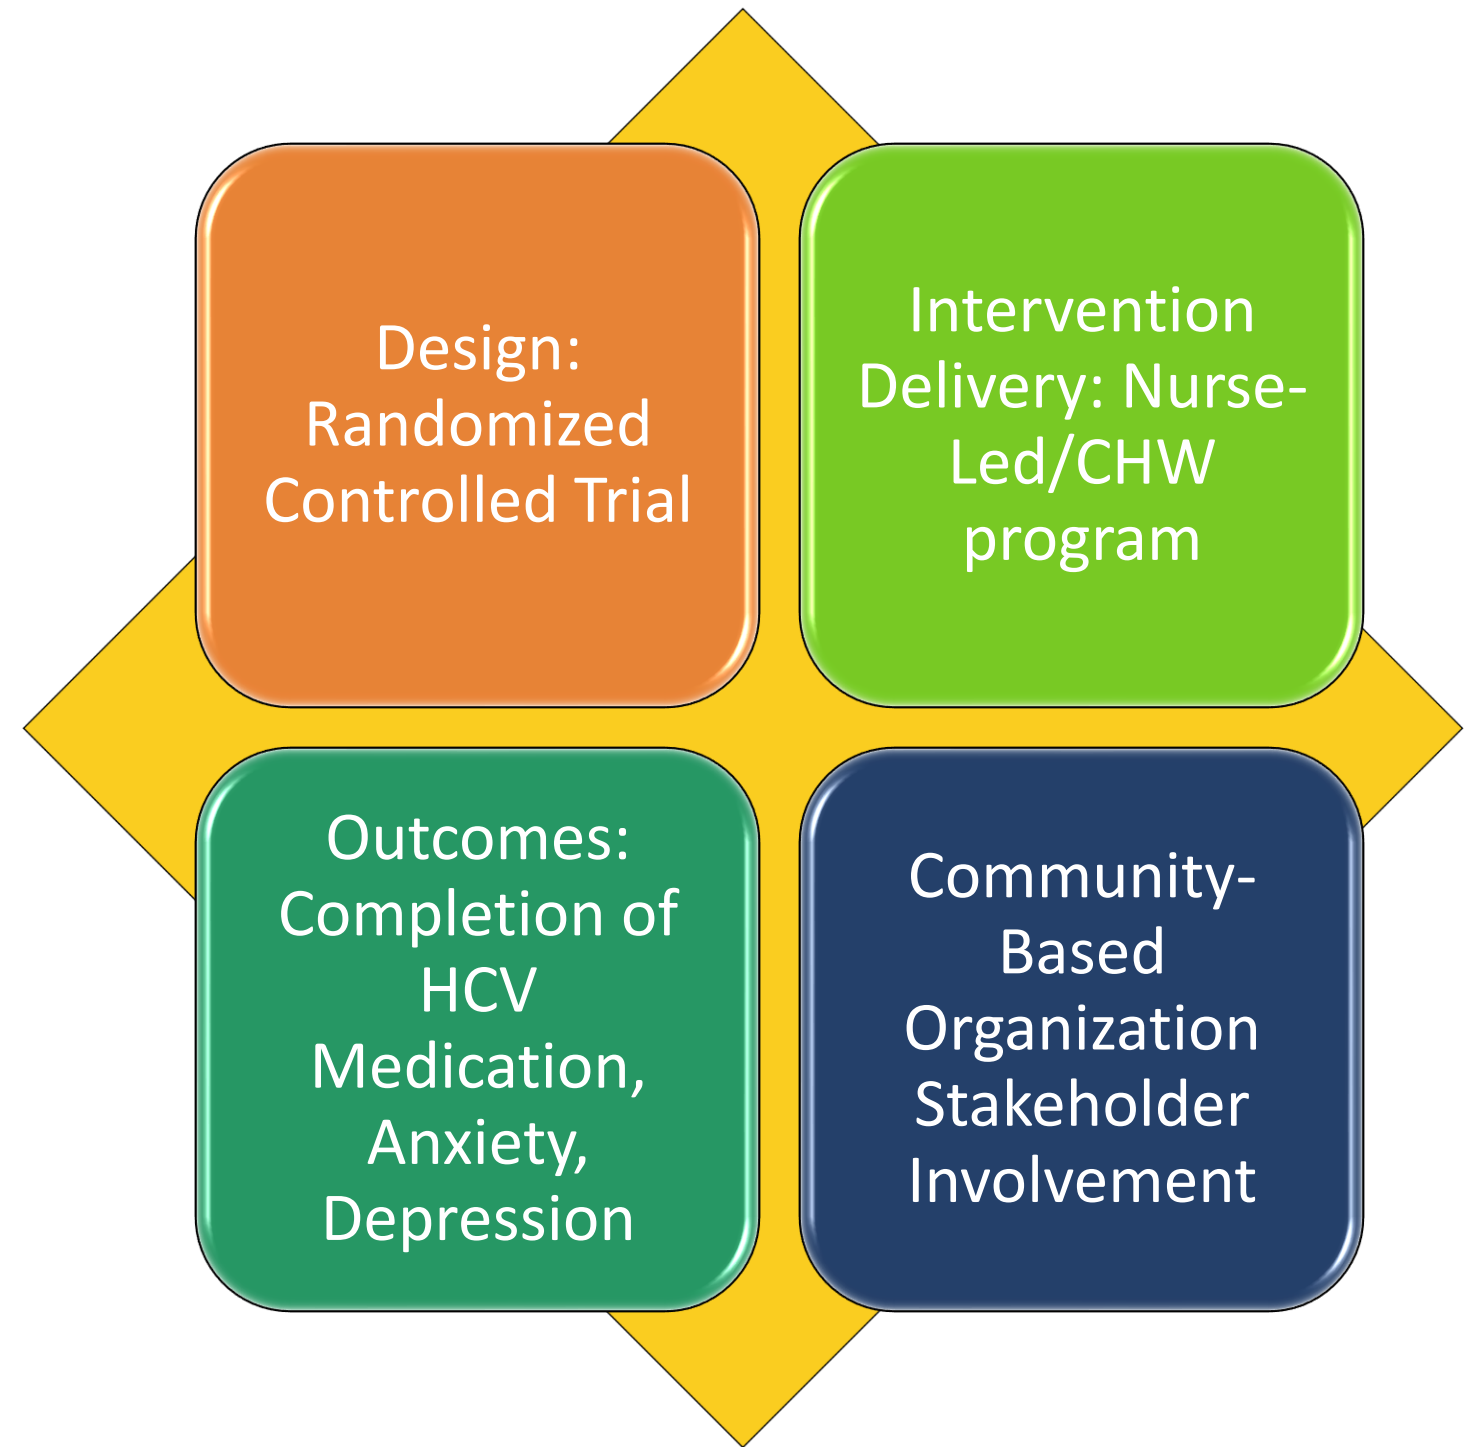 Design:
Randomized
Controlled Trial
Intervention
Delivery: Nurse-
Led/CHW
program
Outcomes:
Completion of
HCV
Medication,
Anxiety,
Depression
Community-
Based
Organization
Stakeholder
Involvement